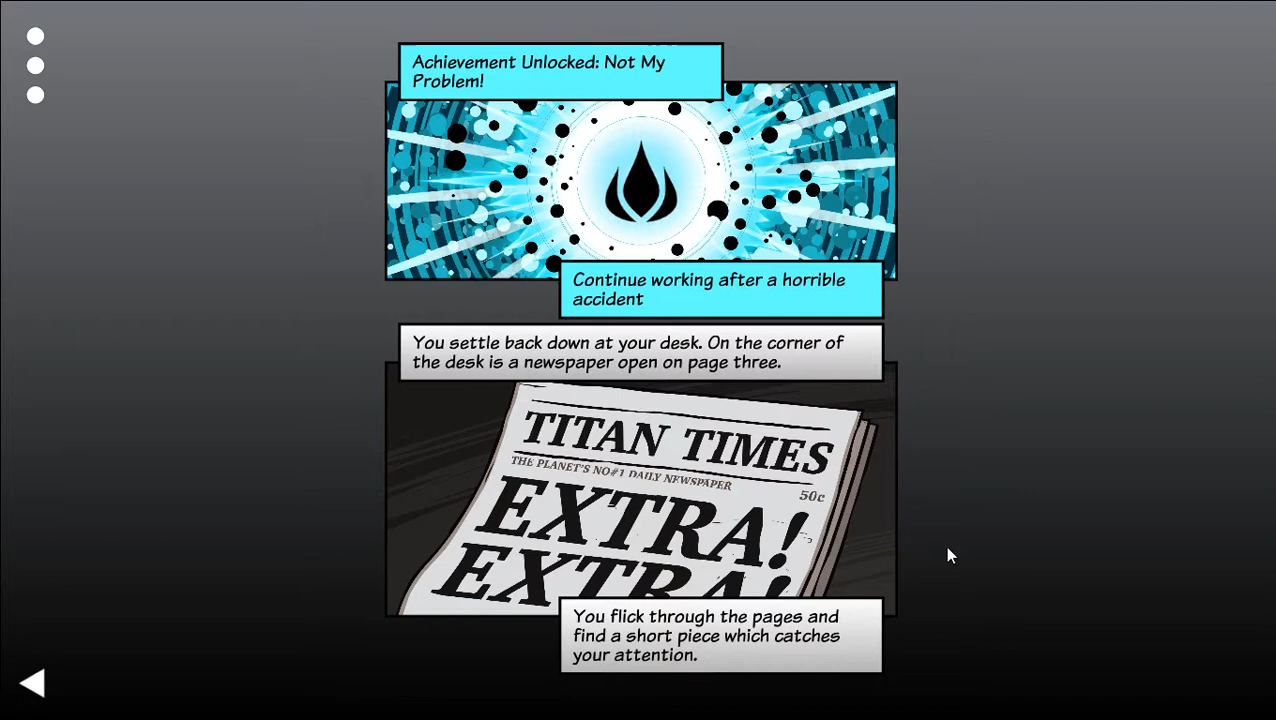 Achievement Unlocked: Not My
Problem!
Continue working after a horrible
accident
You settle back down at your desk. On the corner of
the desk is a newspaper open on page three.
TITAN TIMES
THE PLANET'S NO#1 DAILY NEWSPAPER
50c
EXTRA!
EXTRA!
You flick through the pages and
find a short piece which catches
your attention.